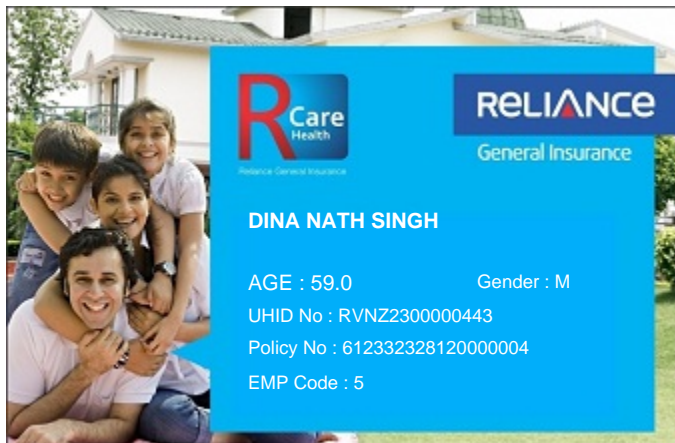 R Care
Health
Reliance General Insurance
RELIANCE
General Insurance
DINA NATH SINGH
AGE : 59.0 Gender : M
UHID No : RVNZ2300000443
Policy No : 612332328120000004
EMP Code : 5